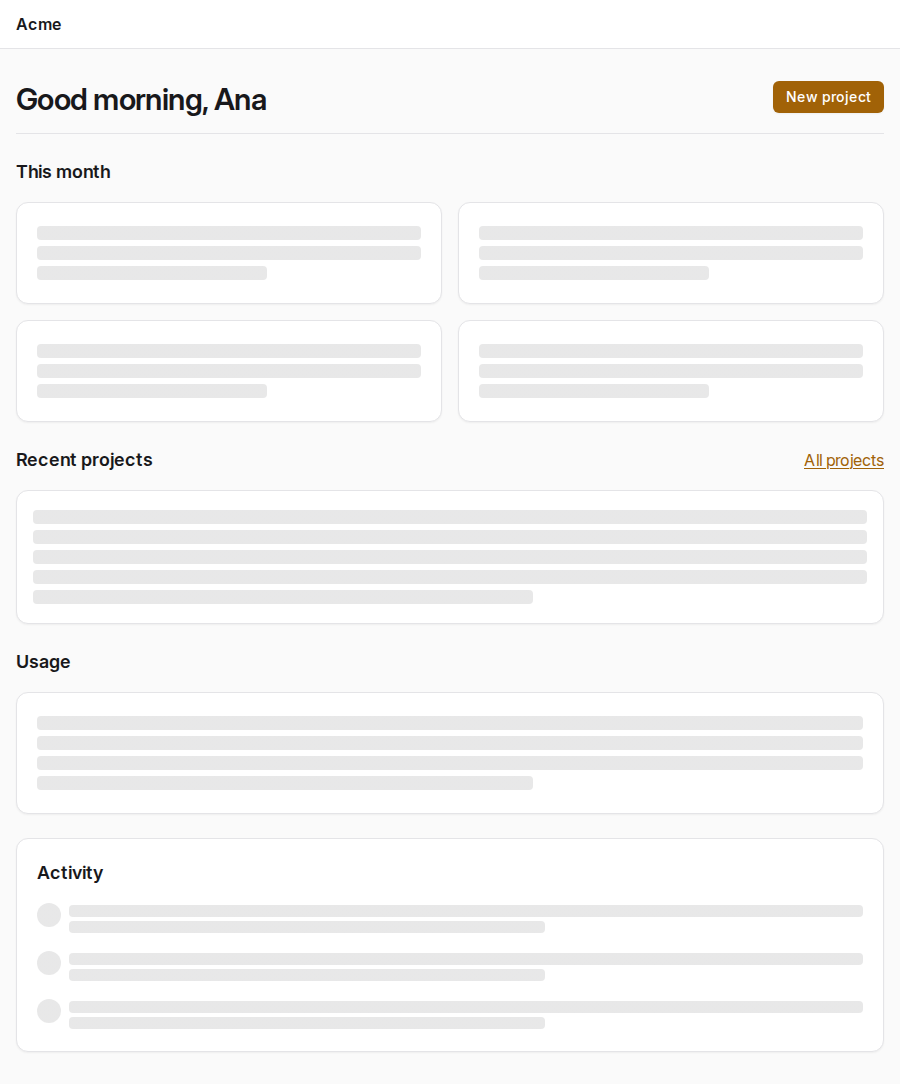 Acme
Good morning, Ana
New project
This month
Recent projects
All projects
Usage
Activity